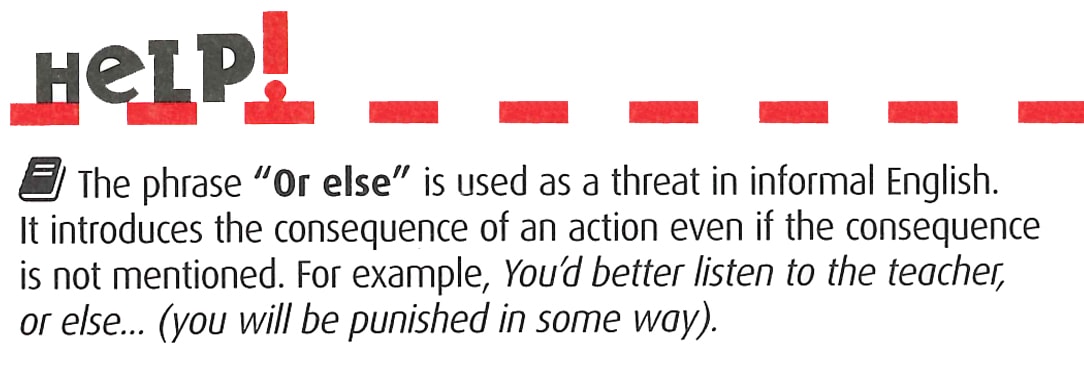 HeLP!
The phrase “Or else” is used as a threat in informal English.
It introduces the consequence of an action even if the consequence
is not mentioned. For example, You’d better listen to the teacher,
or else... (you will be punished in some way).